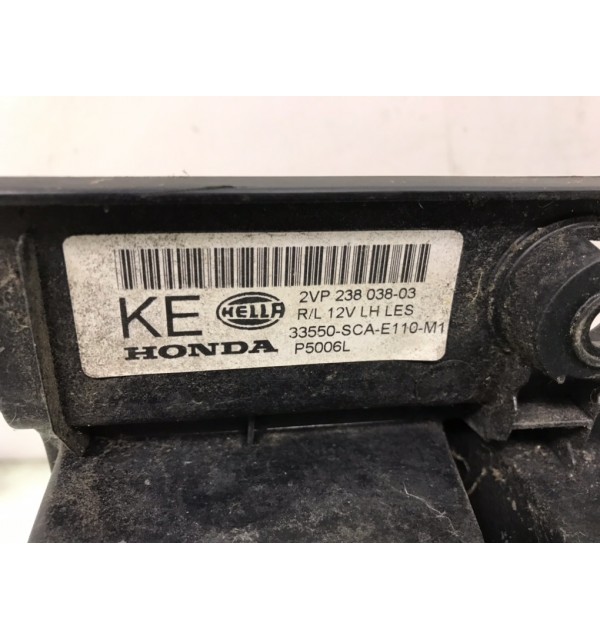 KE
HELLA
HONDA
2VP 238 038-03
R/L 12V LH LES
33550-SCA-E110-M1
P5006L